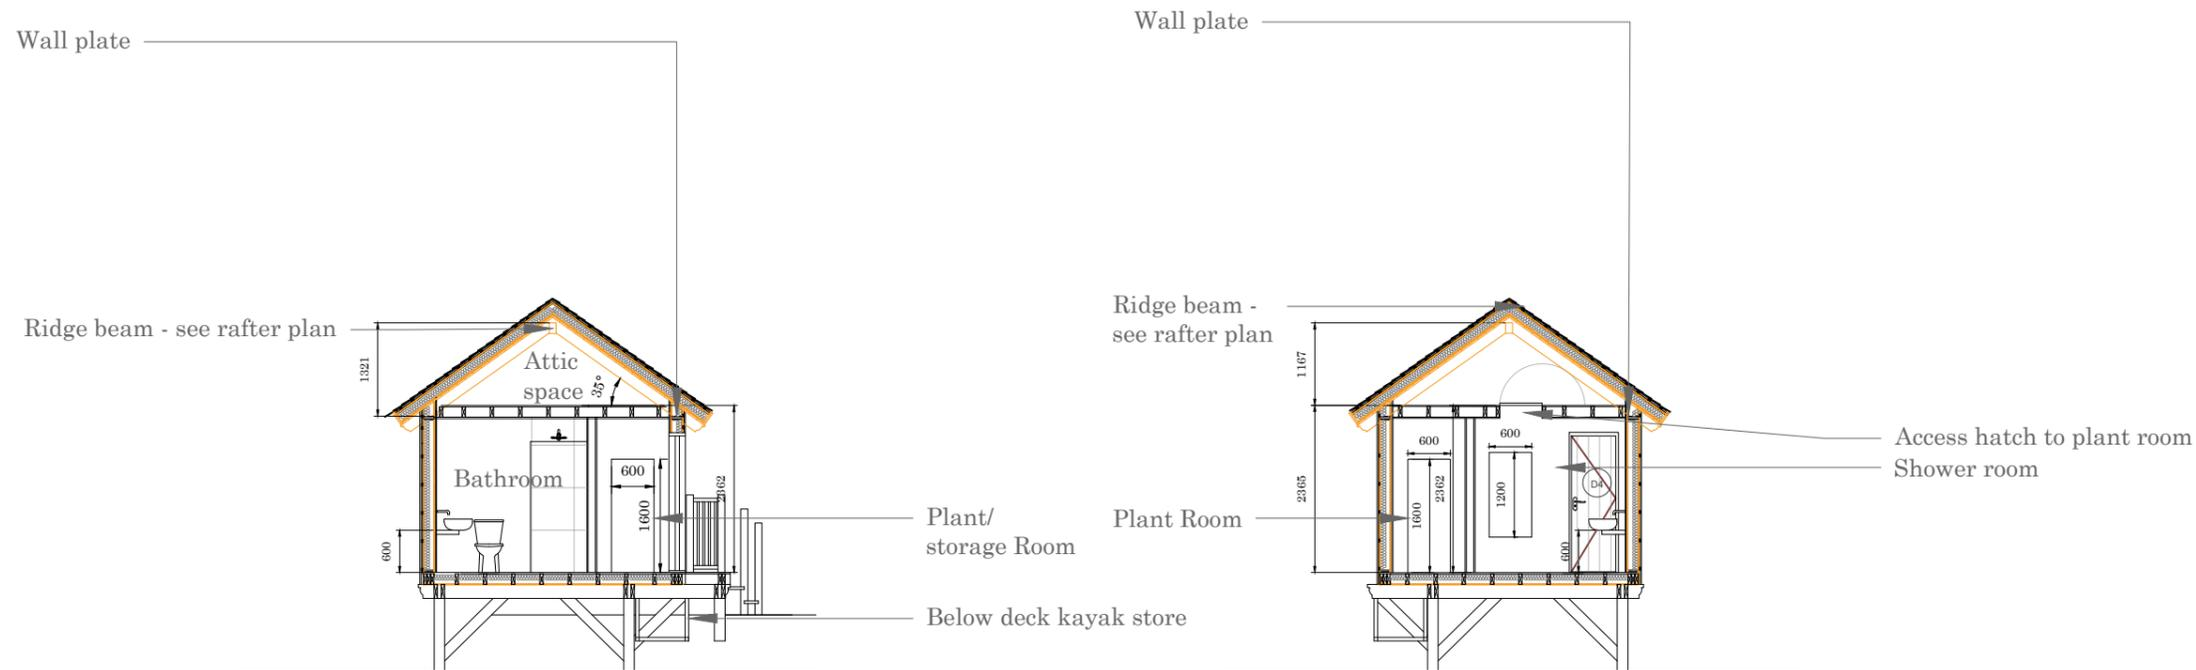 Wall plate
Ridge beam - see rafter plan
1321
Attic
space
35°
Bathroom
600
1600
2362
600
Plant/
storage Room
Below deck kayak store
Wall plate
Ridge beam -
see rafter plan
1167
2365
600
600
2362
1600
1200
D4
600
Plant Room
Access hatch to plant room
Shower room